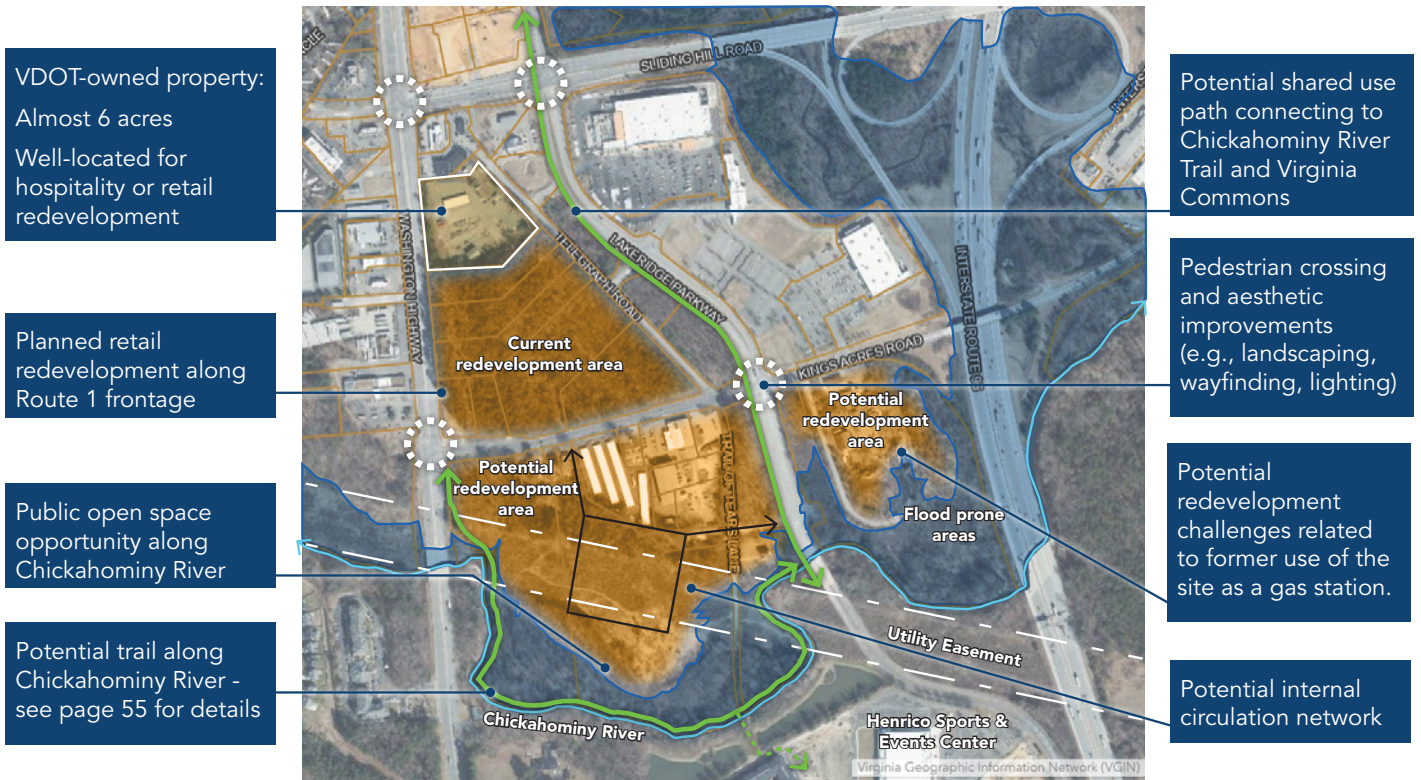 VDOT-owned property:
Almost 6 acres
Well-located for
hospitality or retail
redevelopment
Planned retail
redevelopment along
Route 1 frontage
Public open space
opportunity along
Chickahominy River
Potential trail along
Chickahominy River -
see page 55 for details
SLIDING HILL ROAD
WASHINGTON HIGHWAY
TELEGRAPH ROAD
LAKERIDGE PARKWAY
INTERSTATE ROUTE 95
KINGS ACRES ROAD
Current
redevelopment area
Potential
redevelopment
area
Potential
redevelopment
area
TRAIL OF TEARS LANE
Flood prone
areas
Utility Easement
Chickahominy River
Henrico Sports &
Events Center
Virginia Geographic Information Network (VGIN)
Potential shared use
path connecting to
Chickahominy River
Trail and Virginia
Commons
Pedestrian crossing
and aesthetic
improvements
(e.g., landscaping,
wayfinding, lighting)
Potential
redevelopment
challenges related
to former use of the
site as a gas station.
Potential internal
circulation network